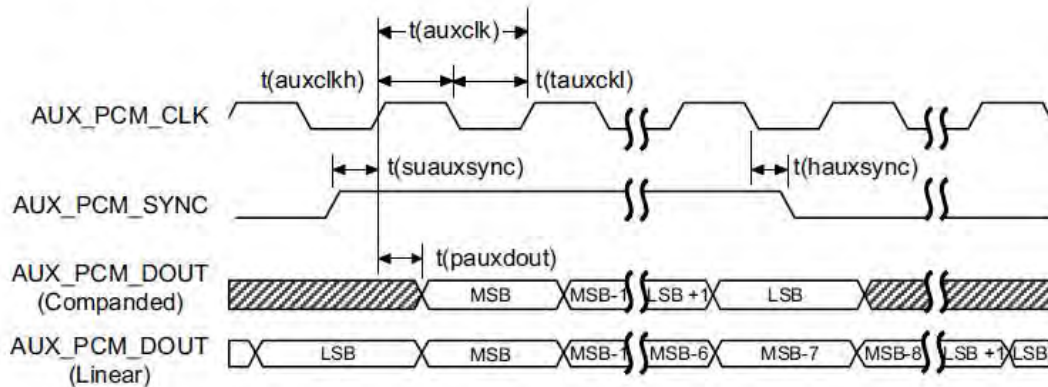 t(auxclk)
t(auxclkh)
t(tauxckl)
AUX_PCM_CLK
t(suauxsync)
t(hauxsync)
AUX_PCM_SYNC
t(pauxdout)
AUX_PCM_DOUT
(Companded)
MSB MSB-1 LSB +1 LSB
AUX_PCM_DOUT
(Linear)
LSB MSB MSB-1 MSB-6 MSB-7 MSB-8 LSB +1 LSB